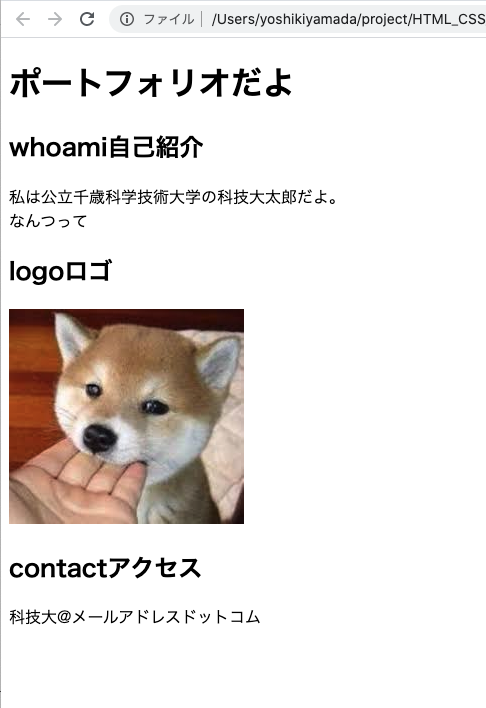 ファイル | /Users/yoshikiyamada/project/HTML_CSS
ポートフォリオだよ
whoami自己紹介
私は公立千歳科学技術大学の科技大太郎だよ。
なんつって
logoロゴ
contactアクセス
科技大@メールアドレスドットコム